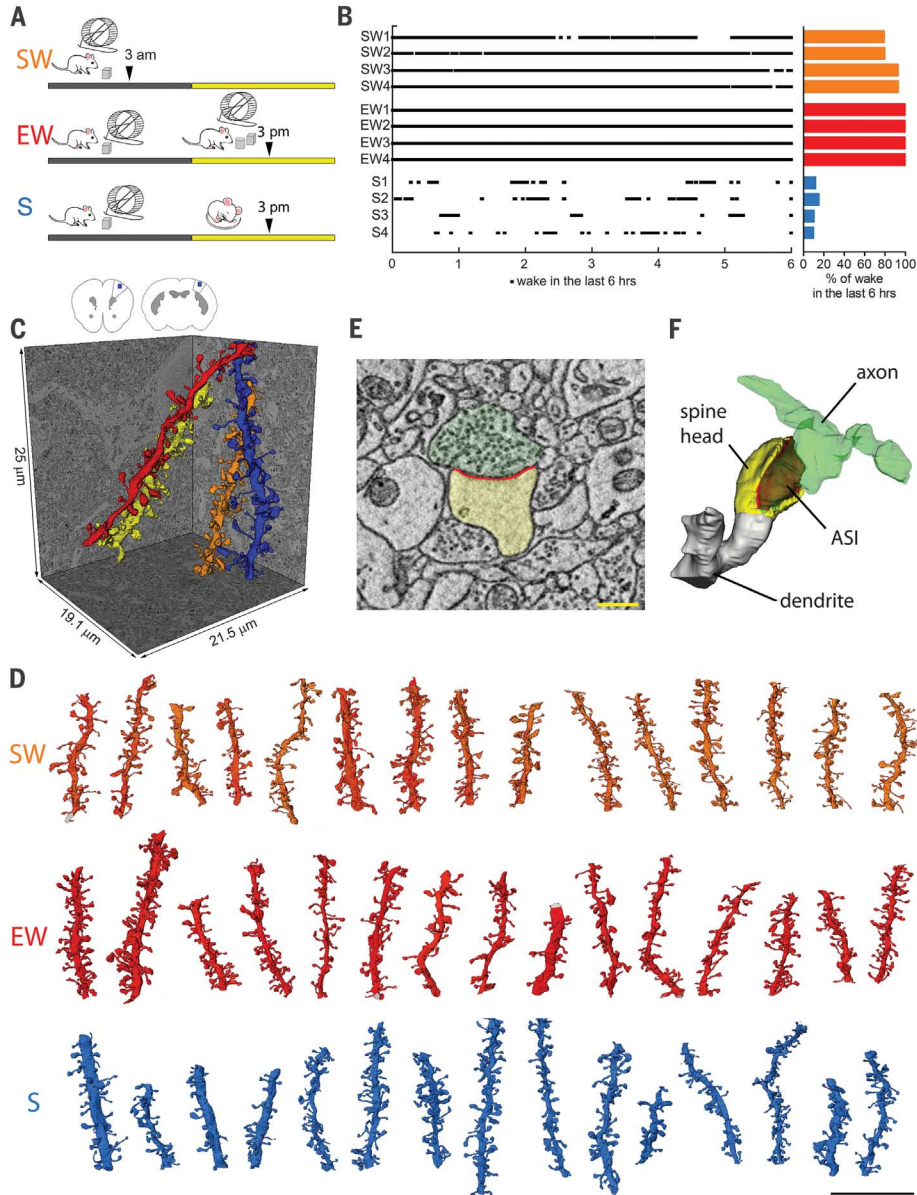 A
SW
3 am
EW
3 pm
S
3 pm
B
SW1
SW2
SW3
SW4
EW1
EW2
EW3
EW4
S1
S2
S3
S4
0 1 2 3 4 5 6
wake in the last 6 hrs
0 20 40 60 80 100
% of wake
in the last 6 hrs
C
25 μm
19.1 μm
21.5 μm
E
F
axon
spine
head
ASI
dendrite
D
SW
EW
S